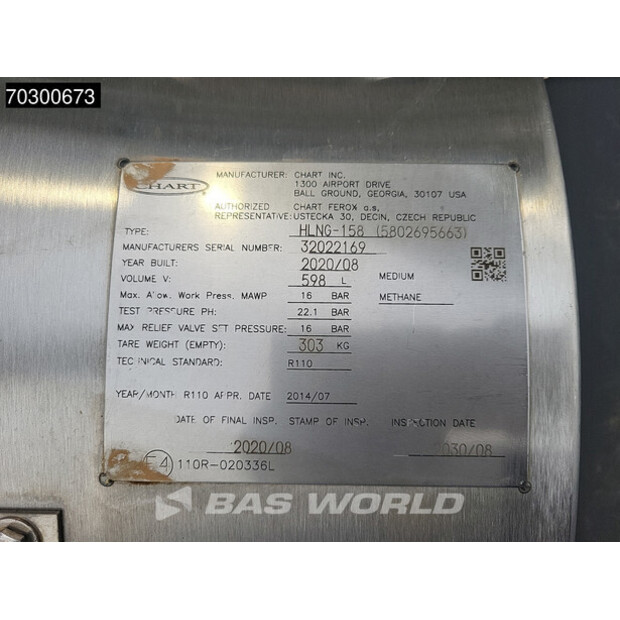 70300673
CHART
MANUFACTURER: CHART INC.
1300 AIRPORT DRIVE
BALL GROUND, GEORGIA, 30107 USA
AUTHORIZED CHART FEROX a.s,
REPRESENTATIVE: USTECKA 30, DECIN, CZECH REPUBLIC
TYPE: HLNG-158 (5802695663)
MANUFACTURERS SERIAL NUMBER: 32022169
YEAR BUILT: 2020/08
VOLUME V: 598 L MEDIUM
Max. Allow. Work Press. MAWP 16 BAR METHANE
TEST PRESSURE PH: 22.1 BAR
MAX RELIEF VALVE SET PRESSURE: 16 BAR
TARE WEIGHT (EMPTY): 303 KG
TECHNICAL STANDARD: R110
YEAR/MONTH R110 APPR. DATE 2014/07
DATE OF FINAL INSP. STAMP OF INSP. INSPECTION DATE
2020/08 2030/08
E4 110R-020336L
BAS WORLD